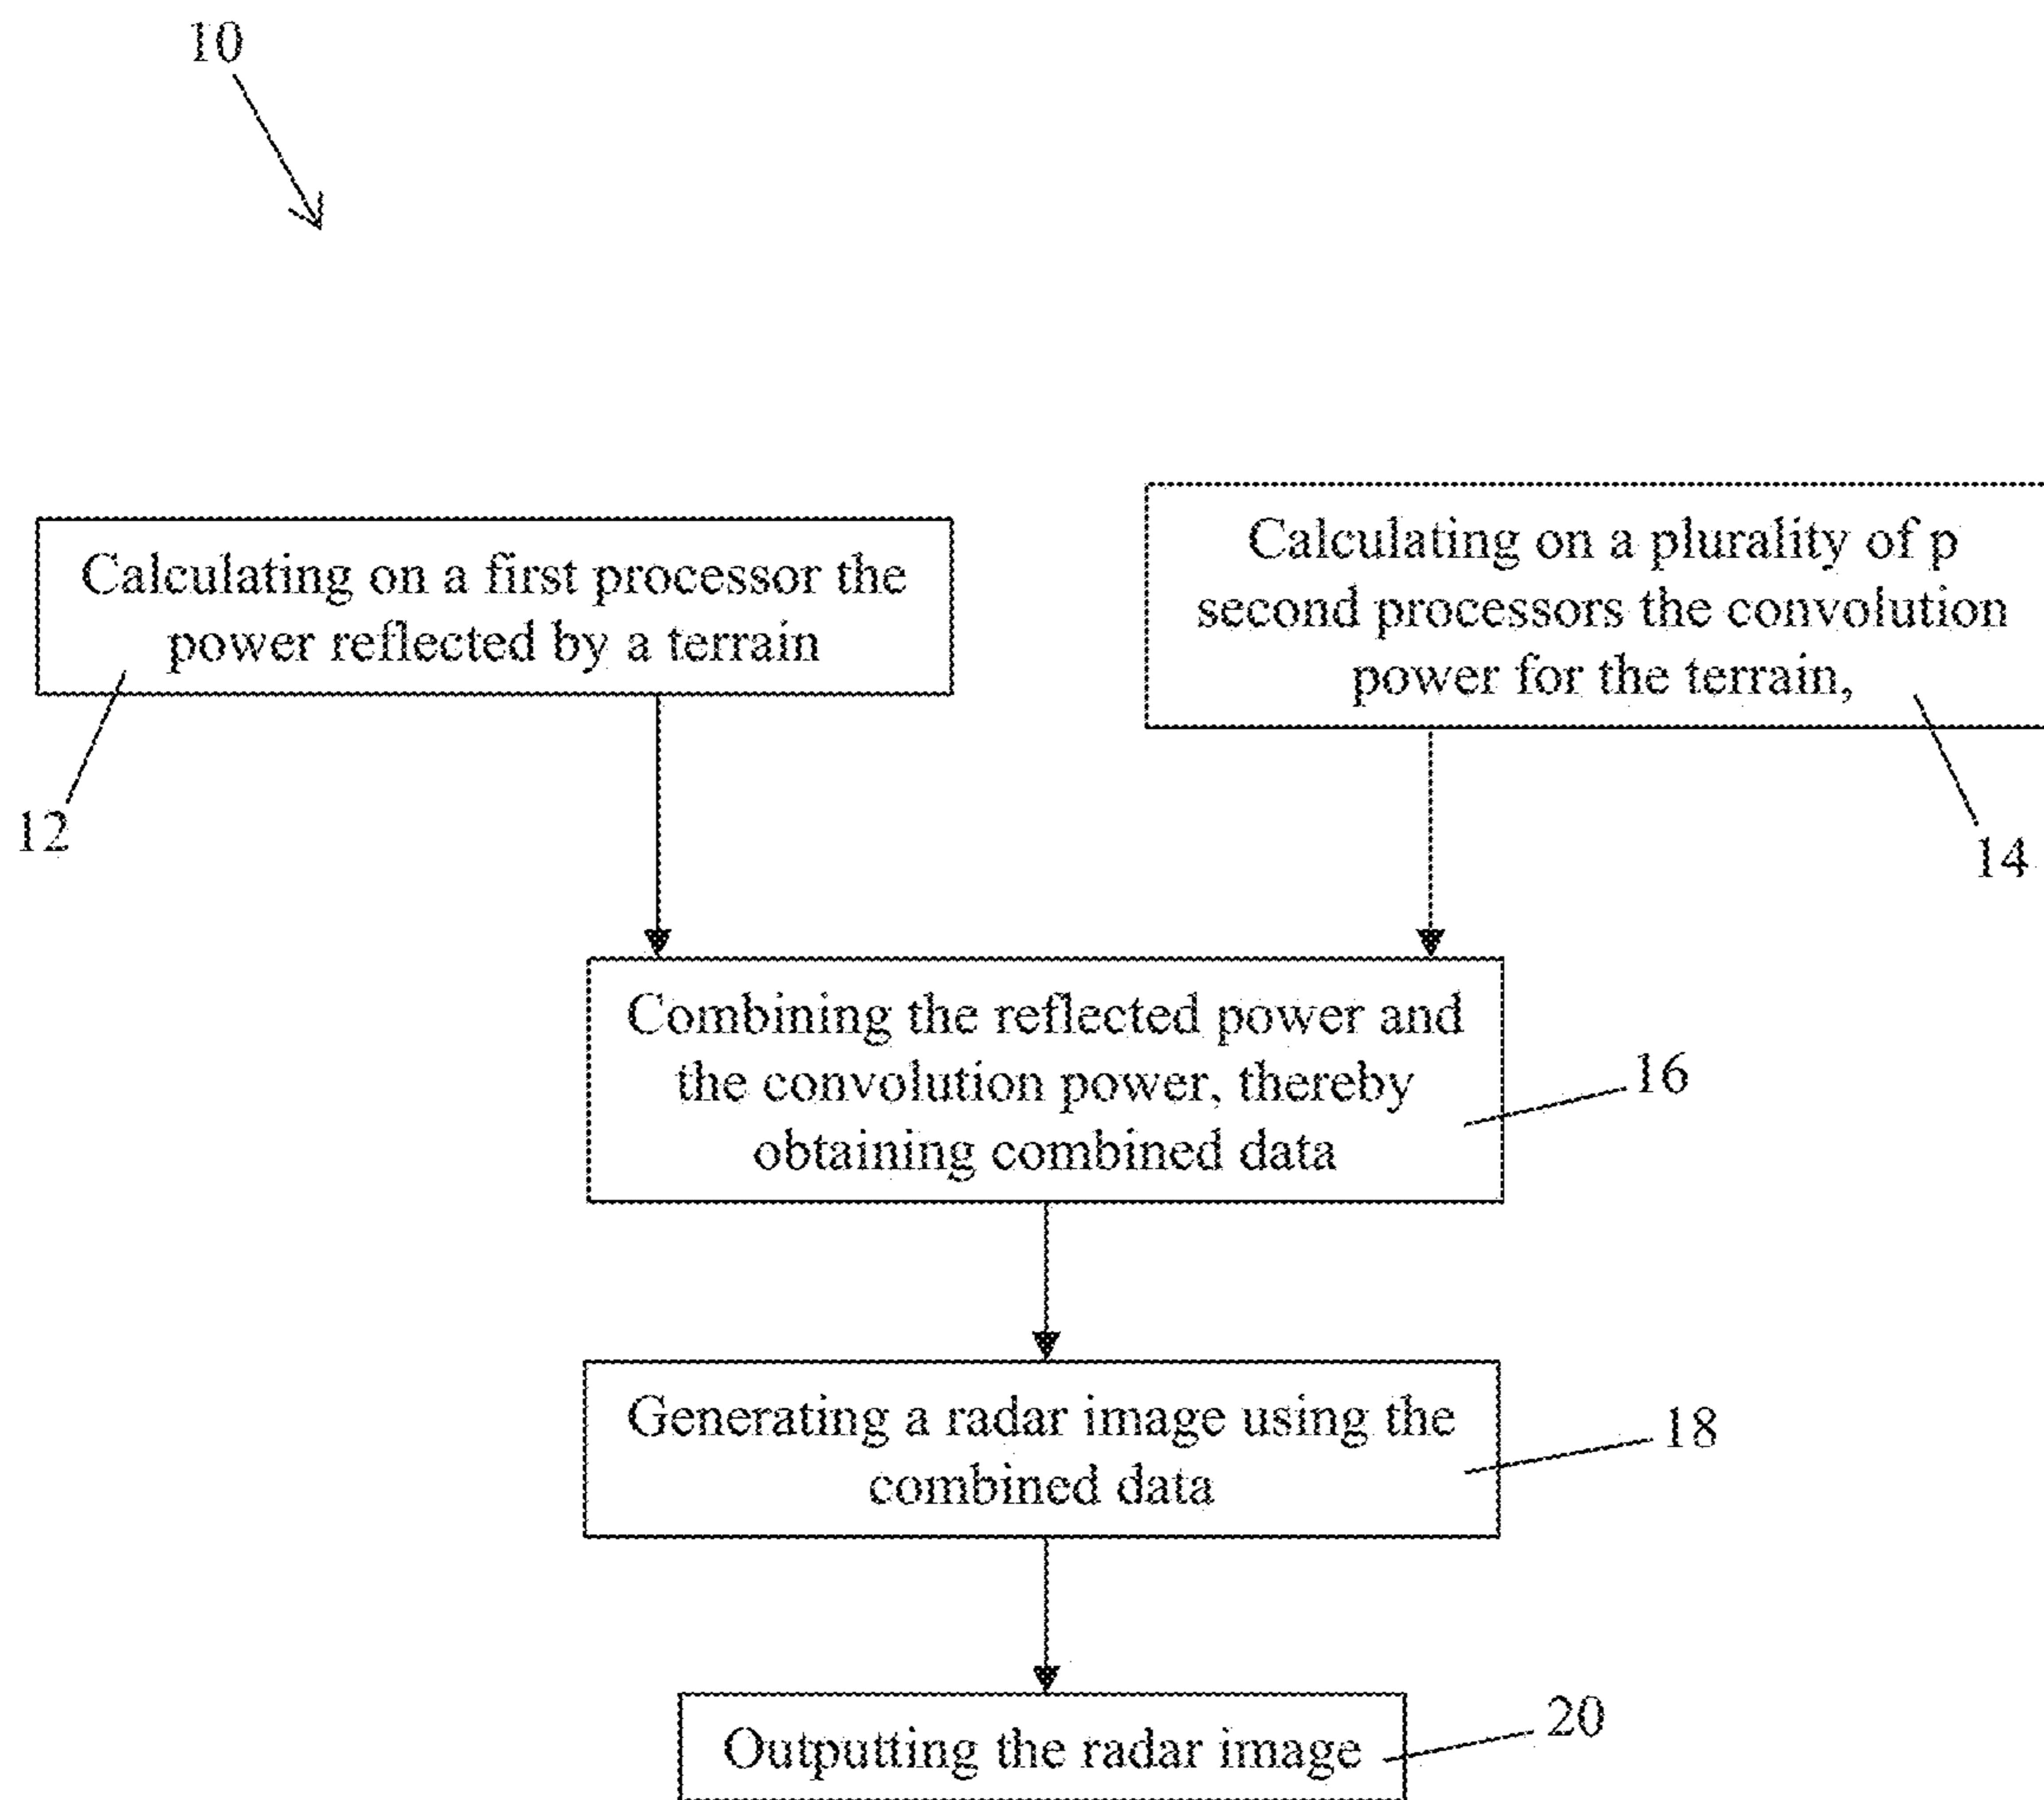 10
Calculating on a first processor the
power reflected by a terrain
12
Calculating on a plurality of p
second processors the convolution
power for the terrain,
14
Combining the reflected power and
the convolution power, thereby
obtaining combined data
16
Generating a radar image using the
combined data
18
Outputting the radar image
20